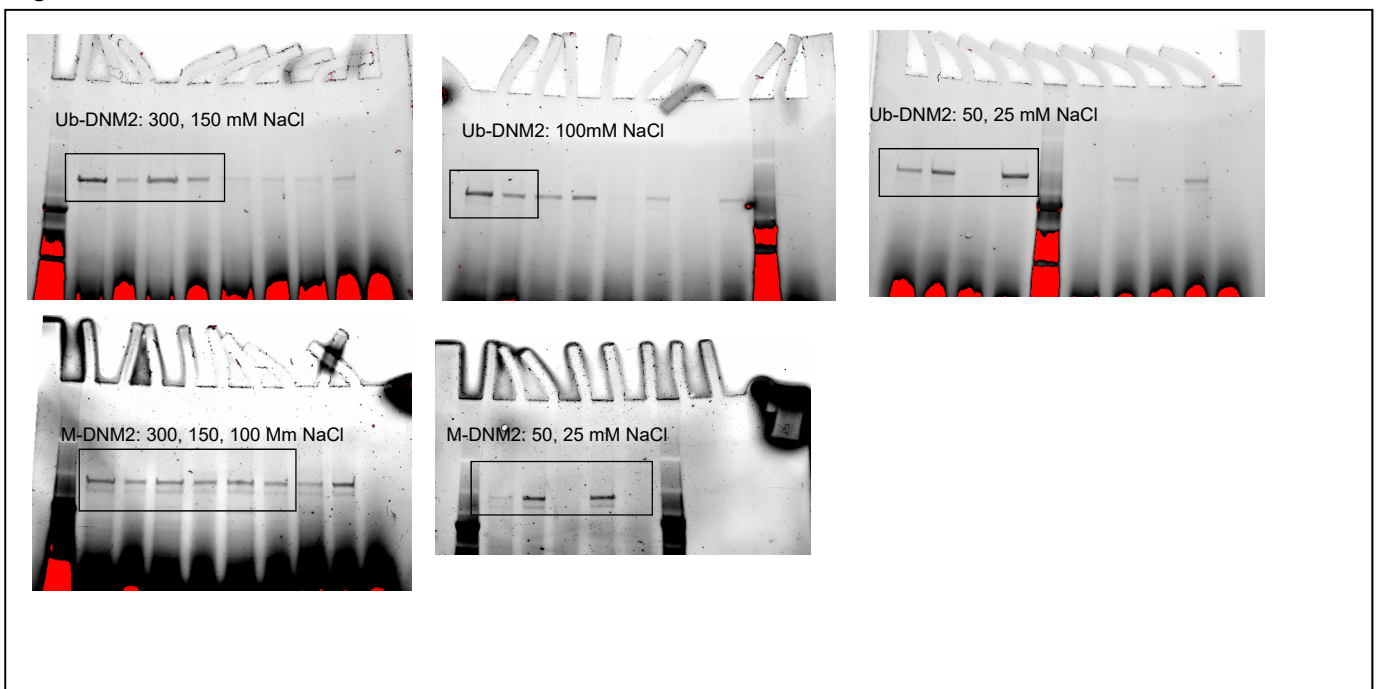 Ub-DNM2: 300, 150 mM NaCl
Ub-DNM2: 100mM NaCl
Ub-DNM2: 50, 25 mM NaCl
M-DNM2: 300, 150, 100 Mm NaCl
M-DNM2: 50, 25 mM NaCl